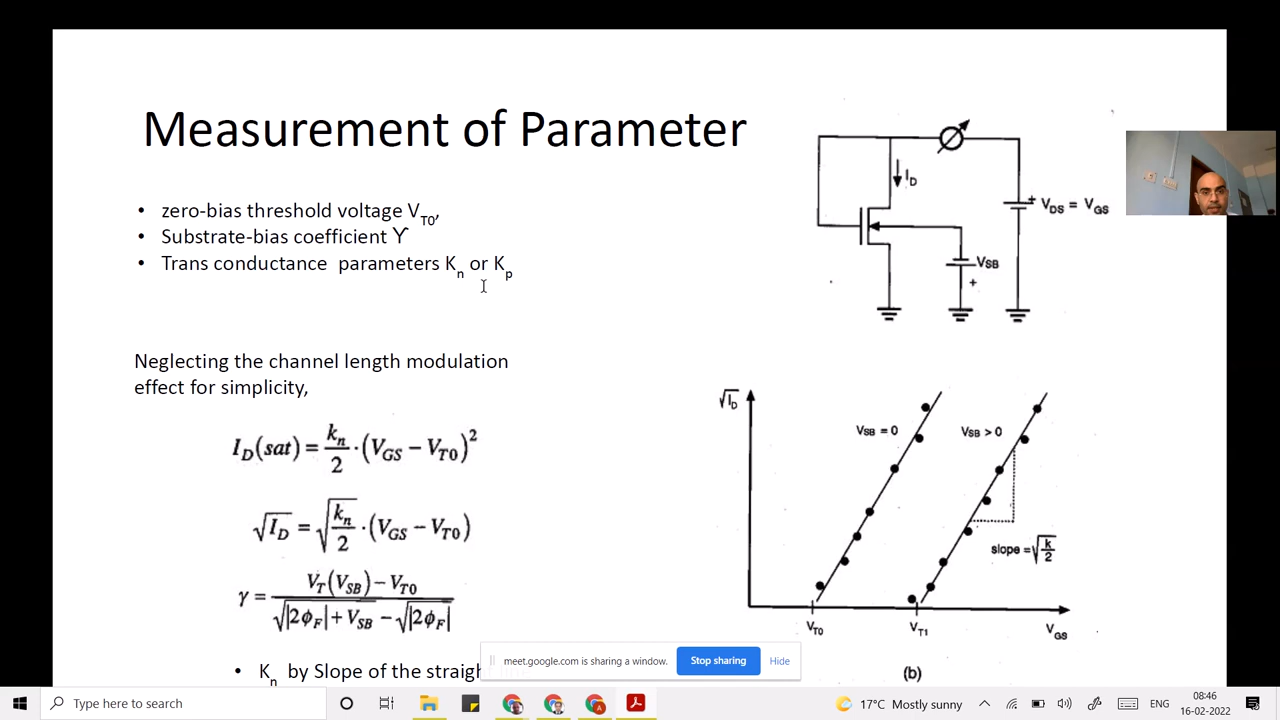 Measurement of Parameter
• zero-bias threshold voltage V_T0,
• Substrate-bias coefficient ϒ
• Trans conductance parameters K_n or K_p
Neglecting the channel length modulation
effect for simplicity,
I_D(sat) = k_n/2 · (V_GS − V_T0)^2
√I_D = √(k_n/2) · (V_GS − V_T0)
γ = (V_T(V_SB) − V_T0) / (√(|2ϕ_F| + V_SB) − √|2ϕ_F|)
• K_n by Slope of the straig
I_D
+ V_DS = V_GS
V_SB
+
√I_D
V_SB = 0
V_SB > 0
slope = √(k/2)
V_T0
V_T1
V_GS
(b)
meet.google.com is sharing a window.
Stop sharing
Hide
Type here to search
17°C Mostly sunny
ENG
08:46
16-02-2022